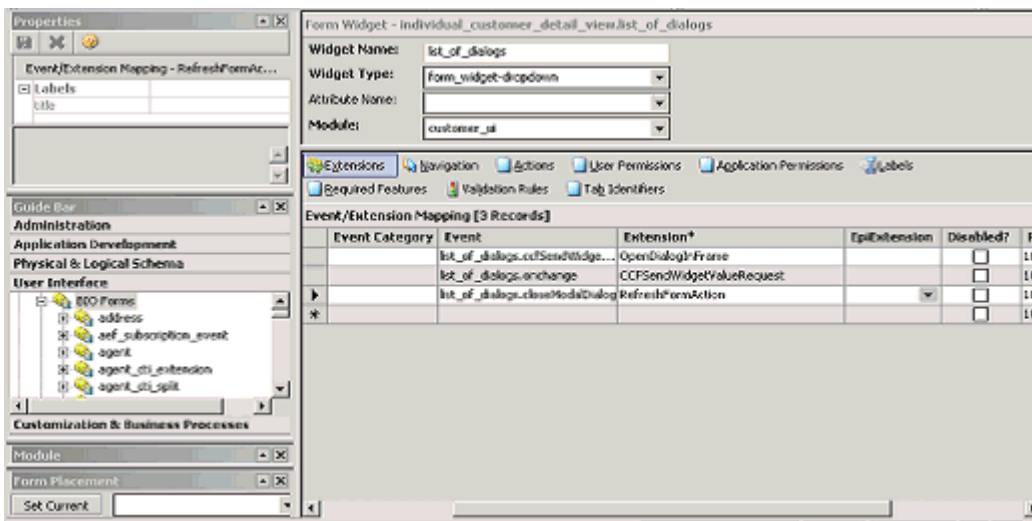 Properties
Event/Extension Mapping - RefreshFormAc...
Labels
title
Guide Bar
Administration
Application Development
Physical & Logical Schema
User Interface
BIO Forms
address
aef_subscription_event
agent
agent_cti_extension
agent_cti_split
Customization & Business Processes
Module
Form Placement
Set Current
Form Widget - individual_customer_detail_view.list_of_dialogs
Widget Name: list_of_dialogs
Widget Type: form_widget-dropdown
Attribute Name:
Module: customer_ui
Extensions Navigation Actions User Permissions Application Permissions Labels
Required Features Validation Rules Tab Identifiers
Event/Extension Mapping [3 Records]
Event Category Event Extension* EpiExtension Disabled?
list_of_dialogs.ccfSendWidge... OpenDialogInFrame
list_of_dialogs.onchange CCPSendWidgetValueRequest
list_of_dialogs.closeModalDialog RefreshFormAction